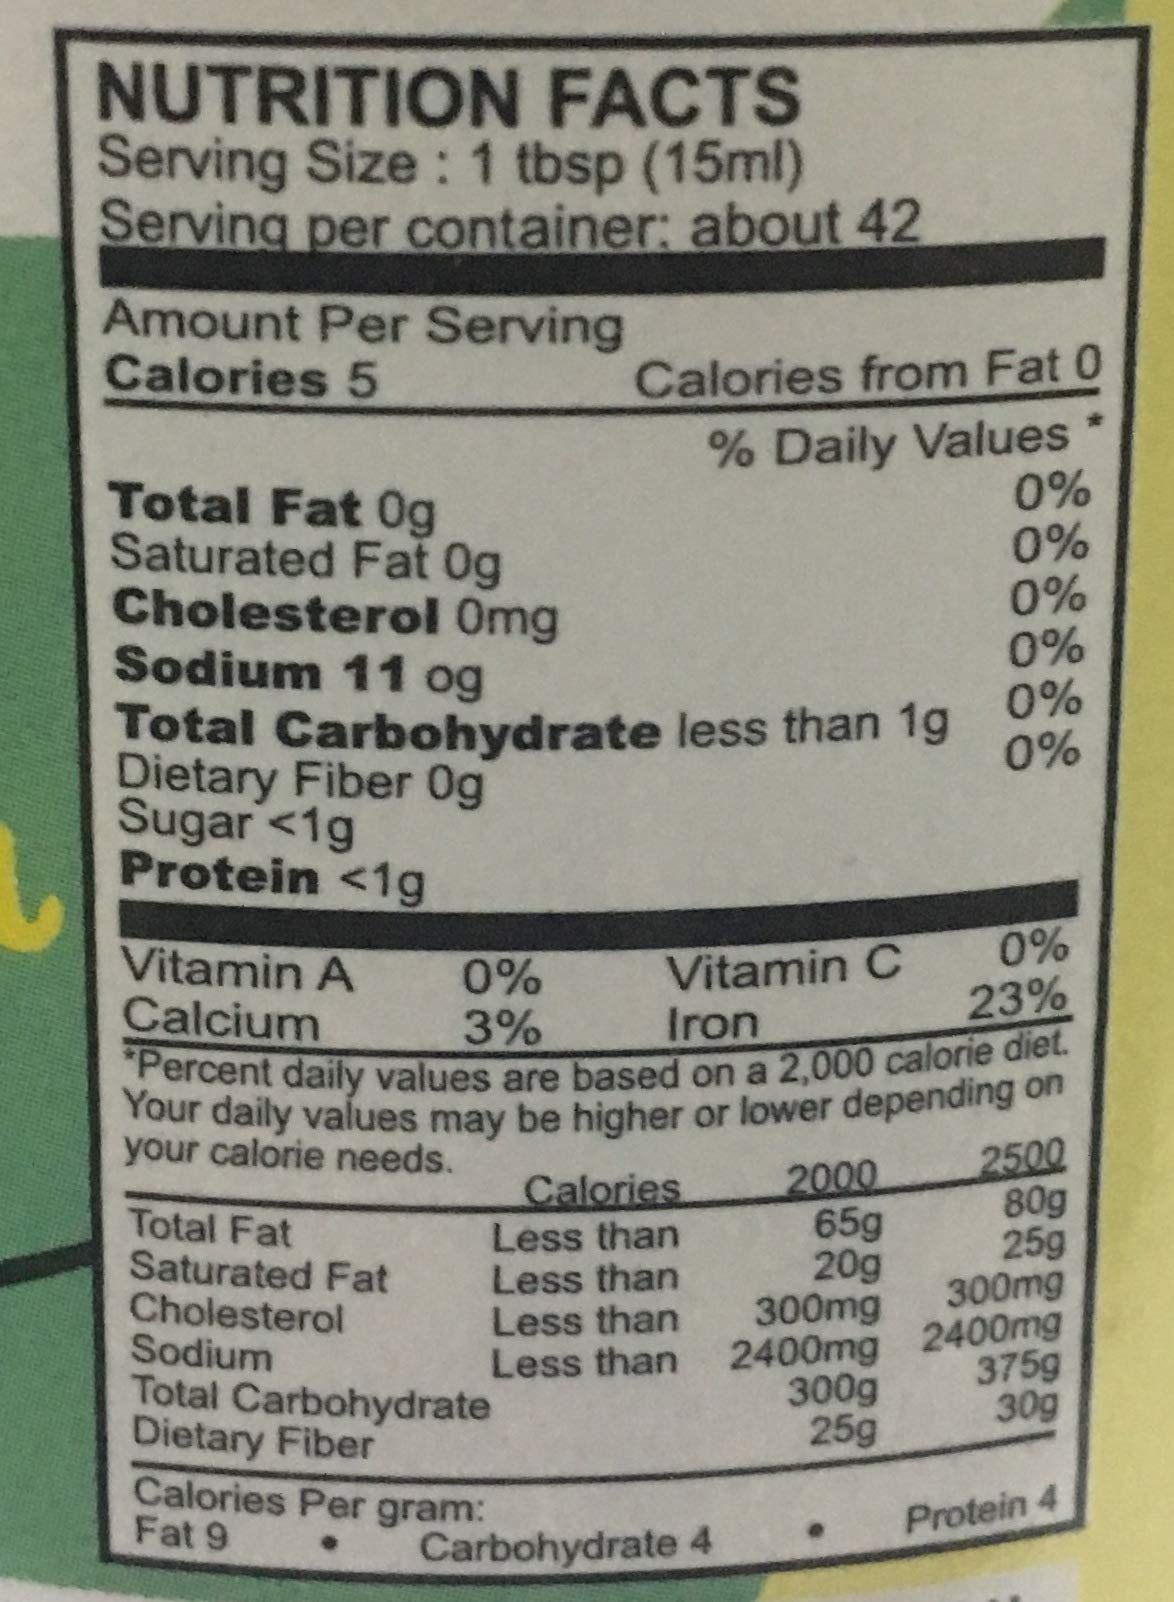 NUTRITION FACTS
Serving Size : 1 tbsp (15ml)
Serving per container: about 42
Amount Per Serving
Calories 5 Calories from Fat 0
% Daily Values *
Total Fat 0g 0%
Saturated Fat 0g 0%
Cholesterol 0mg 0%
Sodium 11 og 0%
Total Carbohydrate less than 1g 0%
Dietary Fiber 0g 0%
Sugar <1g
Protein <1g
Vitamin A 0% Vitamin C 0%
Calcium 3% Iron 23%
*Percent daily values are based on a 2,000 calorie diet.
Your daily values may be higher or lower depending on
your calorie needs.
Calories 2000 2500
Total Fat Less than 65g 80g
Saturated Fat Less than 20g 25g
Cholesterol Less than 300mg 300mg
Sodium Less than 2400mg 2400mg
Total Carbohydrate 300g 375g
Dietary Fiber 25g 30g
Calories Per gram:
Fat 9 • Carbohydrate 4 • Protein 4